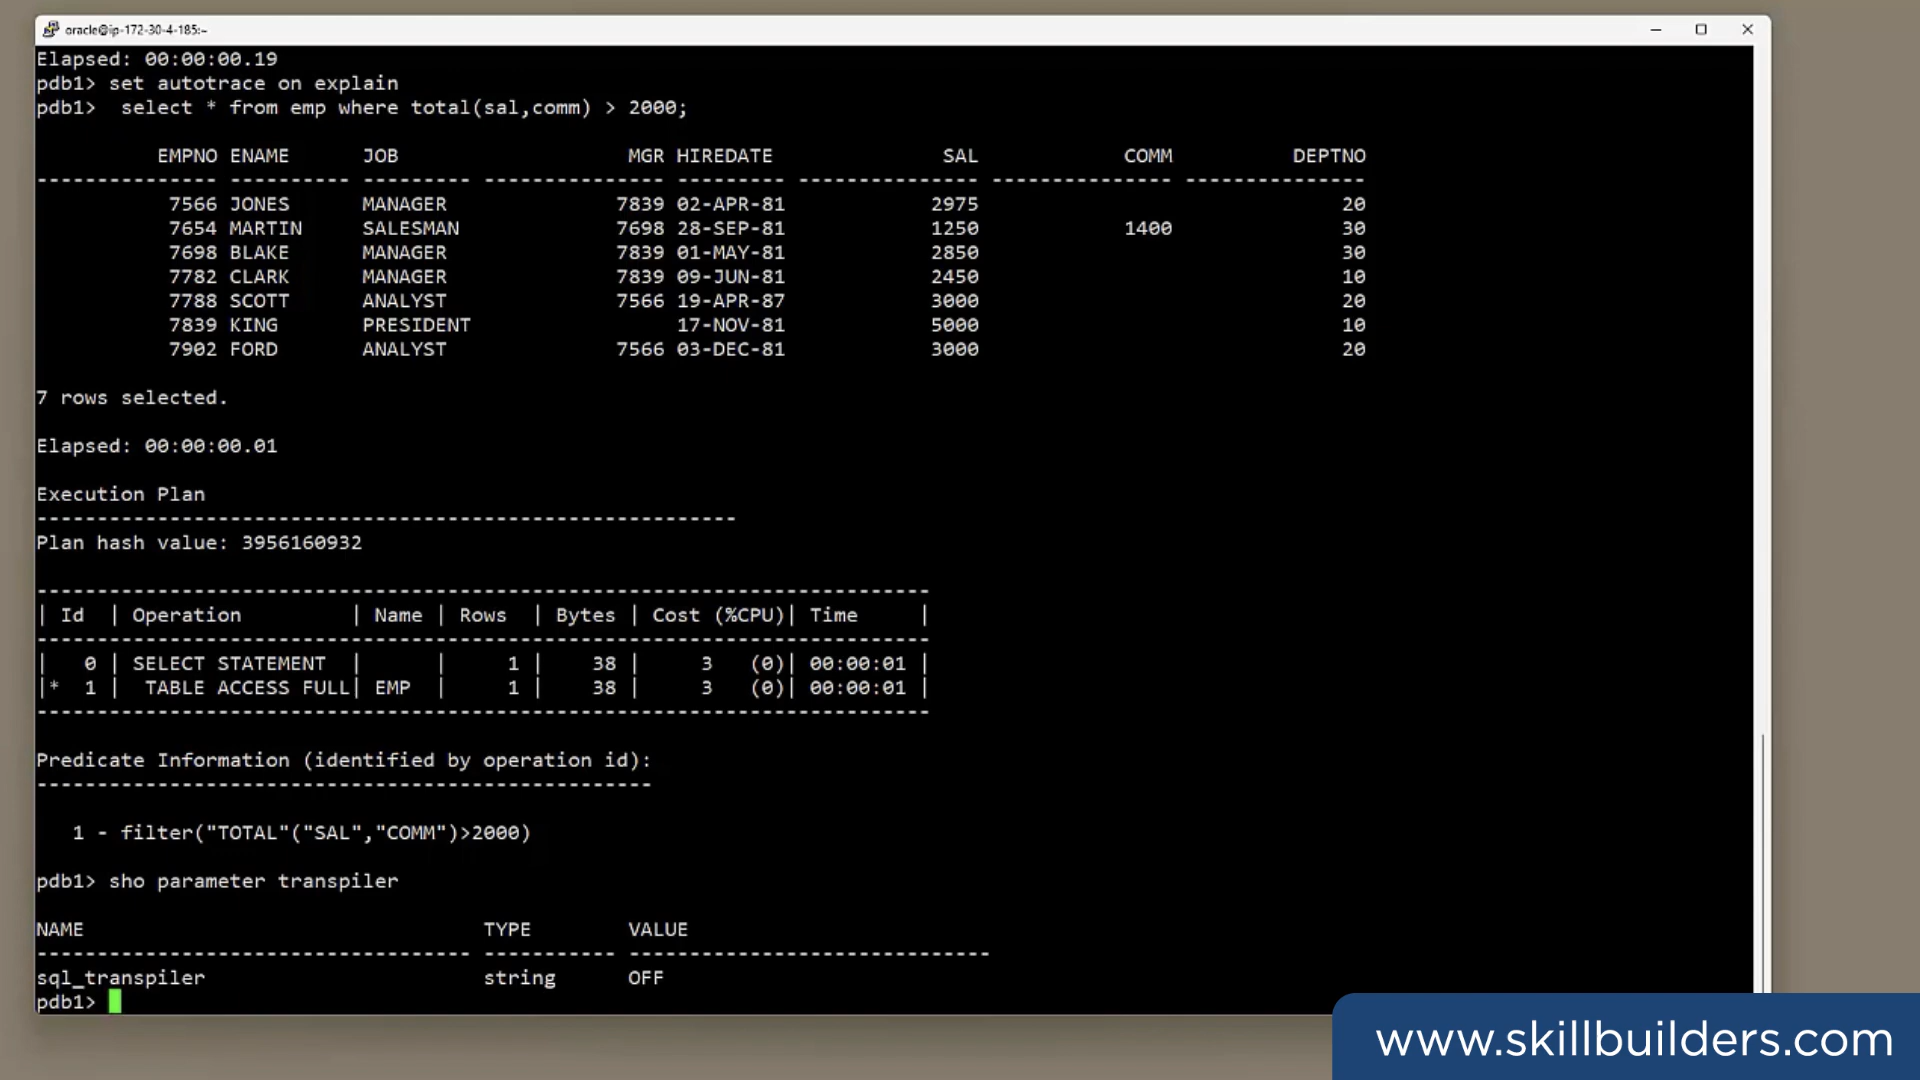 oracle@ip-172-30-4-185:~
Elapsed: 00:00:00.19
pdb1> set autotrace on explain
pdb1>  select * from emp where total(sal,comm) > 2000;
          EMPNO ENAME      JOB                   MGR HIREDATE              SAL            COMM          DEPTNO
--------------- ---------- --------- --------------- --------- --------------- --------------- ---------------
           7566 JONES      MANAGER              7839 02-APR-81            2975                              20
           7654 MARTIN     SALESMAN             7698 28-SEP-81            1250            1400              30
           7698 BLAKE      MANAGER              7839 01-MAY-81            2850                              30
           7782 CLARK      MANAGER              7839 09-JUN-81            2450                              10
           7788 SCOTT      ANALYST              7566 19-APR-87            3000                              20
           7839 KING       PRESIDENT                 17-NOV-81            5000                              10
           7902 FORD       ANALYST              7566 03-DEC-81            3000                              20
7 rows selected.
Elapsed: 00:00:00.01
Execution Plan
----------------------------------------------------------
Plan hash value: 3956160932
--------------------------------------------------------------------------
| Id  | Operation         | Name | Rows  | Bytes | Cost (%CPU)| Time     |
--------------------------------------------------------------------------
|   0 | SELECT STATEMENT  |      |     1 |    38 |     3   (0)| 00:00:01 |
|*  1 |  TABLE ACCESS FULL| EMP  |     1 |    38 |     3   (0)| 00:00:01 |
--------------------------------------------------------------------------
Predicate Information (identified by operation id):
---------------------------------------------------
   1 - filter("TOTAL"("SAL","COMM")>2000)
pdb1> sho parameter transpiler
NAME                                 TYPE        VALUE
------------------------------------ ----------- ------------------------------
sql_transpiler                       string      OFF
pdb1>
www.skillbuilders.com